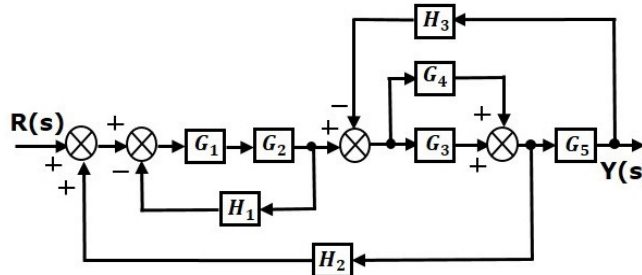 H₃
G₄
R(s)
+
+
+
+
−
G₁
G₂
+
−
G₃
+
+
G₅
Y(s
H₁
H₂